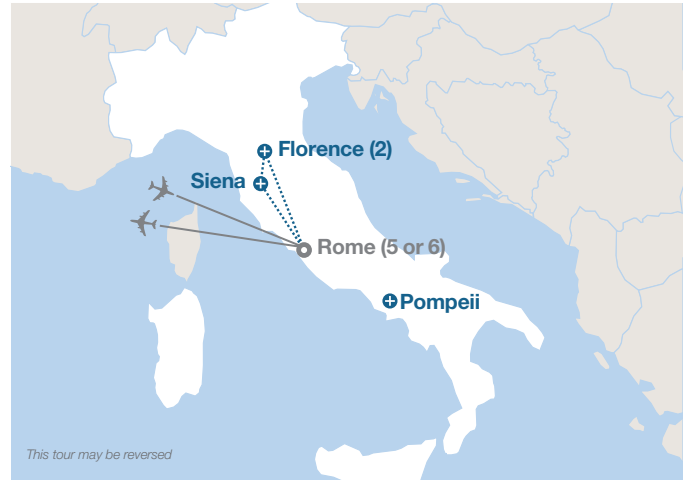 Florence (2)
Siena
Rome (5 or 6)
Pompeii
This tour may be reversed